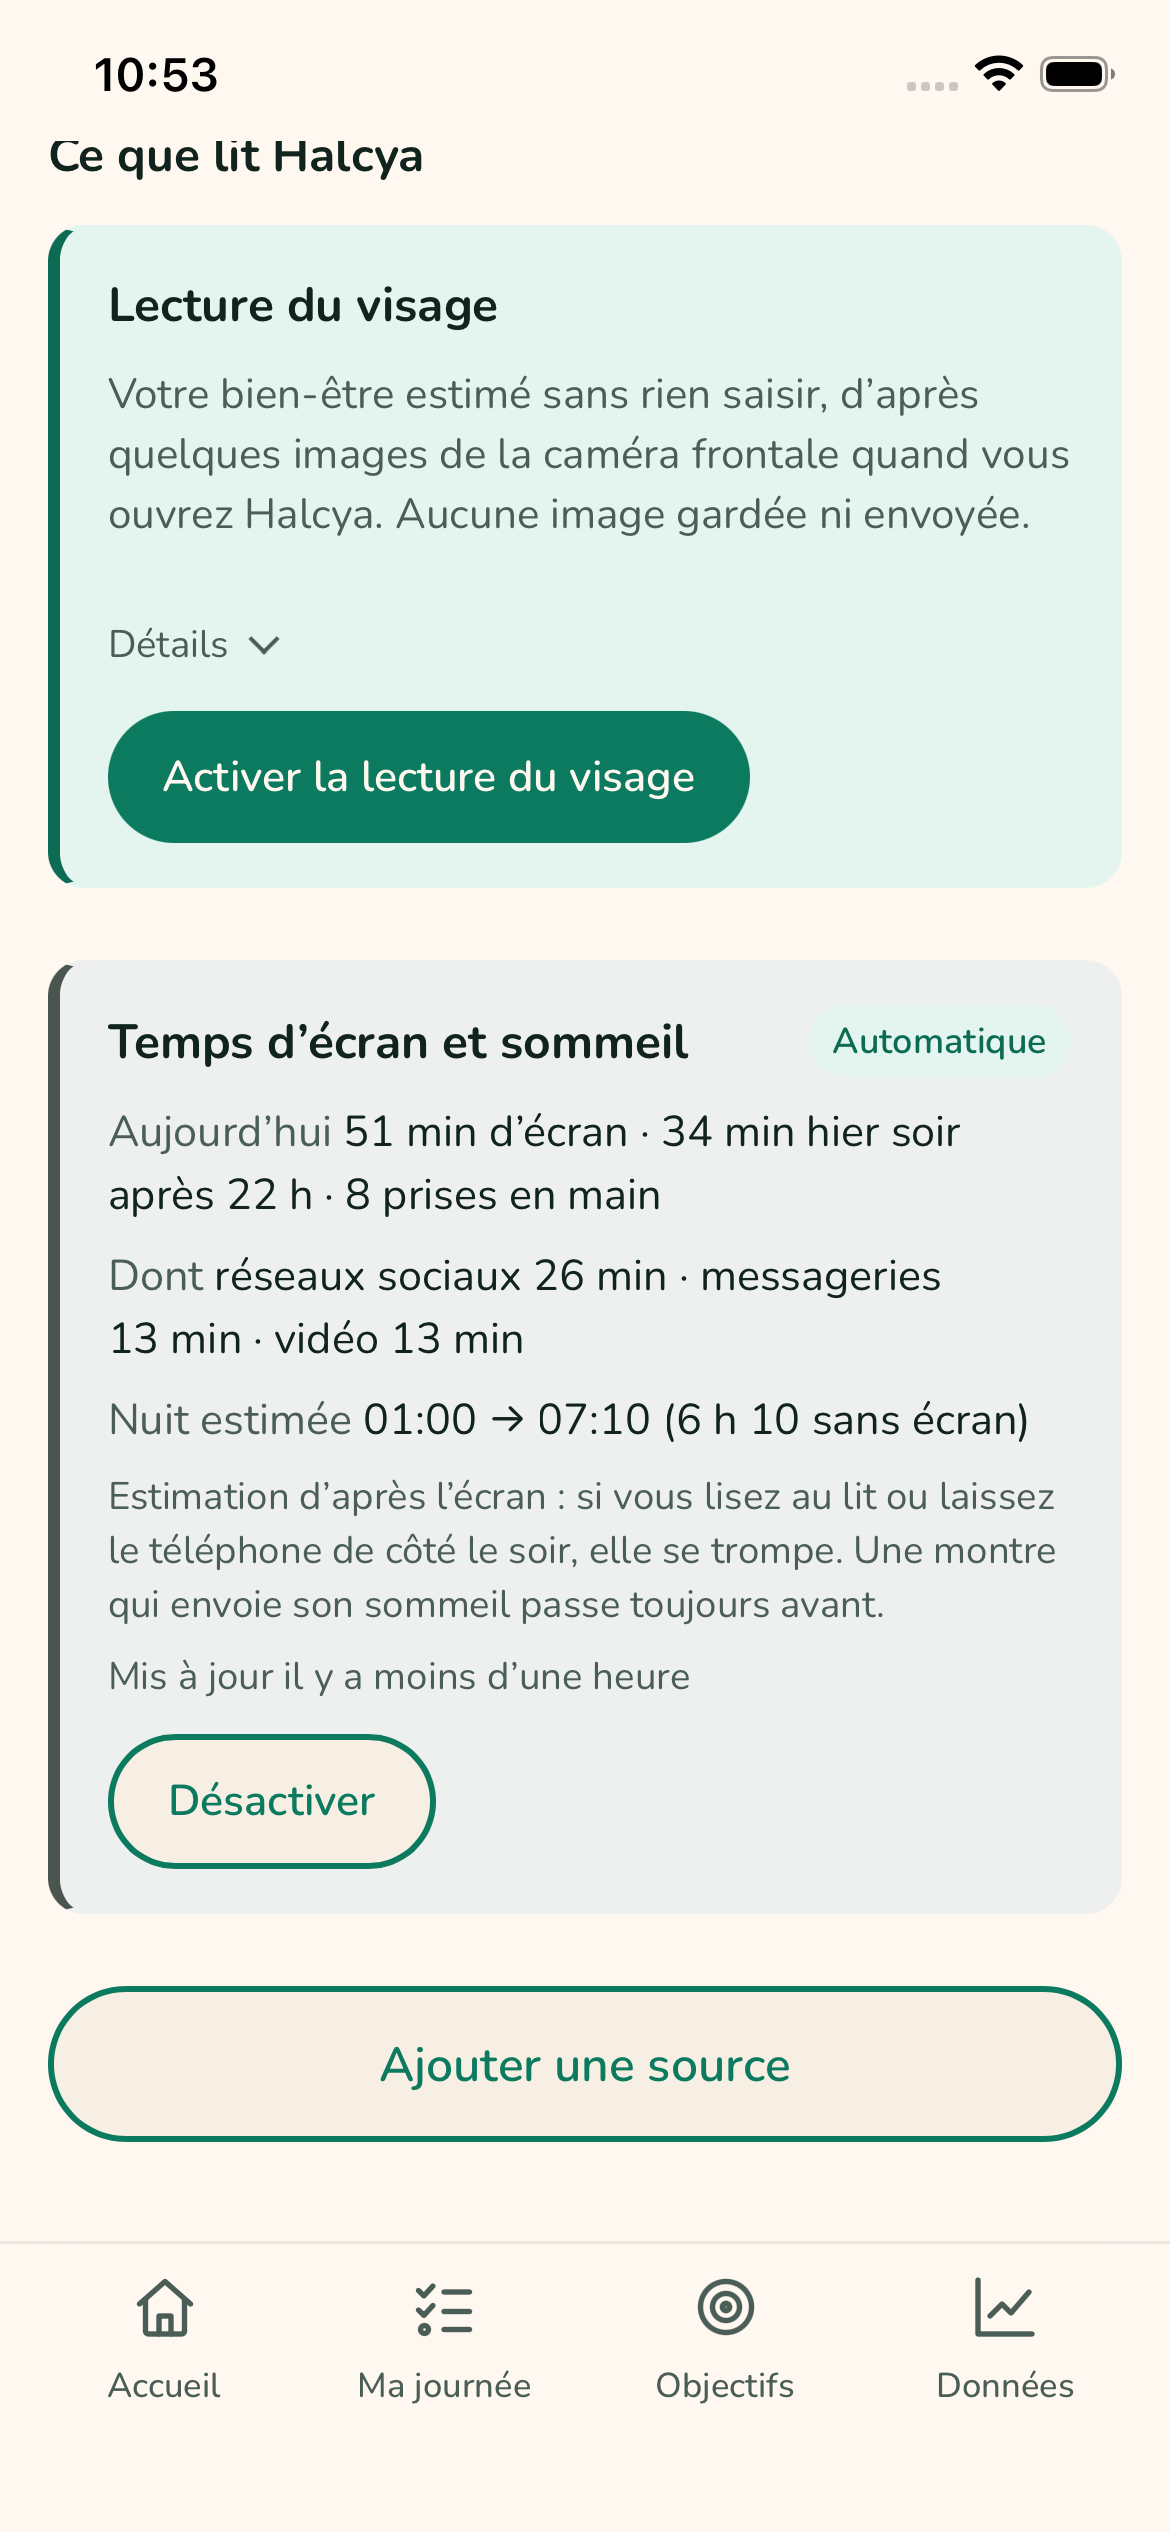 10:53
Ce que lit Halcya
Lecture du visage
Votre bien-être estimé sans rien saisir, d’après
quelques images de la caméra frontale quand vous
ouvrez Halcya. Aucune image gardée ni envoyée.
Détails
Activer la lecture du visage
Temps d’écran et sommeil
Automatique
Aujourd’hui 51 min d’écran · 34 min hier soir
après 22 h · 8 prises en main
Dont réseaux sociaux 26 min · messageries
13 min · vidéo 13 min
Nuit estimée 01:00 → 07:10 (6 h 10 sans écran)
Estimation d’après l’écran : si vous lisez au lit ou laissez
le téléphone de côté le soir, elle se trompe. Une montre
qui envoie son sommeil passe toujours avant.
Mis à jour il y a moins d’une heure
Désactiver
Ajouter une source
Accueil
Ma journée
Objectifs
Données